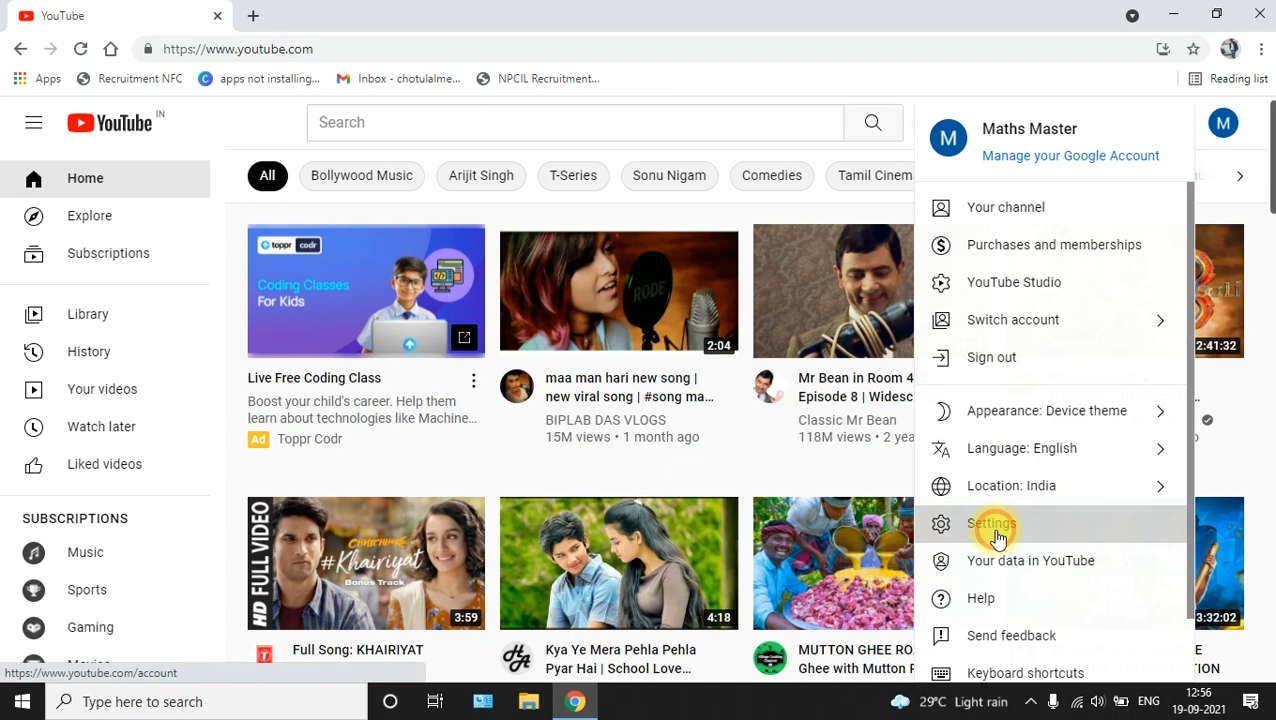 YouTube
https://www.youtube.com
Apps
Recruitment NFC
apps not installing...
Inbox - chotulalme...
NPCIL Recruitment...
Reading list
YouTube IN
Search
M
M
Maths Master
Manage your Google Account
Home
Explore
Subscriptions
Library
History
Your videos
Watch later
Liked videos
SUBSCRIPTIONS
Music
Sports
Gaming
https://www.youtube.com/account
All
Bollywood Music
Arijit Singh
T-Series
Sonu Nigam
Comedies
Tamil Cinem
toppr codr
Coding Classes
For Kids
Live Free Coding Class
Boost your child's career. Help them
learn about technologies like Machine...
Ad Toppr Codr
RODE
2:04
maa man hari new song |
new viral song | #song ma...
BIPLAB DAS VLOGS
15M views • 1 month ago
Mr Bean in Room 4
Episode 8 | Widesc
Classic Mr Bean
118M views • 2 yea
2:41:32
HD FULL VIDEO
#Khairiyat
Bonus Track
3:59
Full Song: KHAIRIYAT
4:18
Kya Ye Mera Pehla Pehla
Pyar Hai | School Love...
MUTTON GHEE RO
Ghee with Mutton F
3:32:02
Your channel
Purchases and memberships
YouTube Studio
Switch account
Sign out
Appearance: Device theme
Language: English
Location: India
Settings
Your data in YouTube
Help
Send feedback
Keyboard shortcuts
Type here to search
29°C Light rain
ENG
12:56
19-09-2021